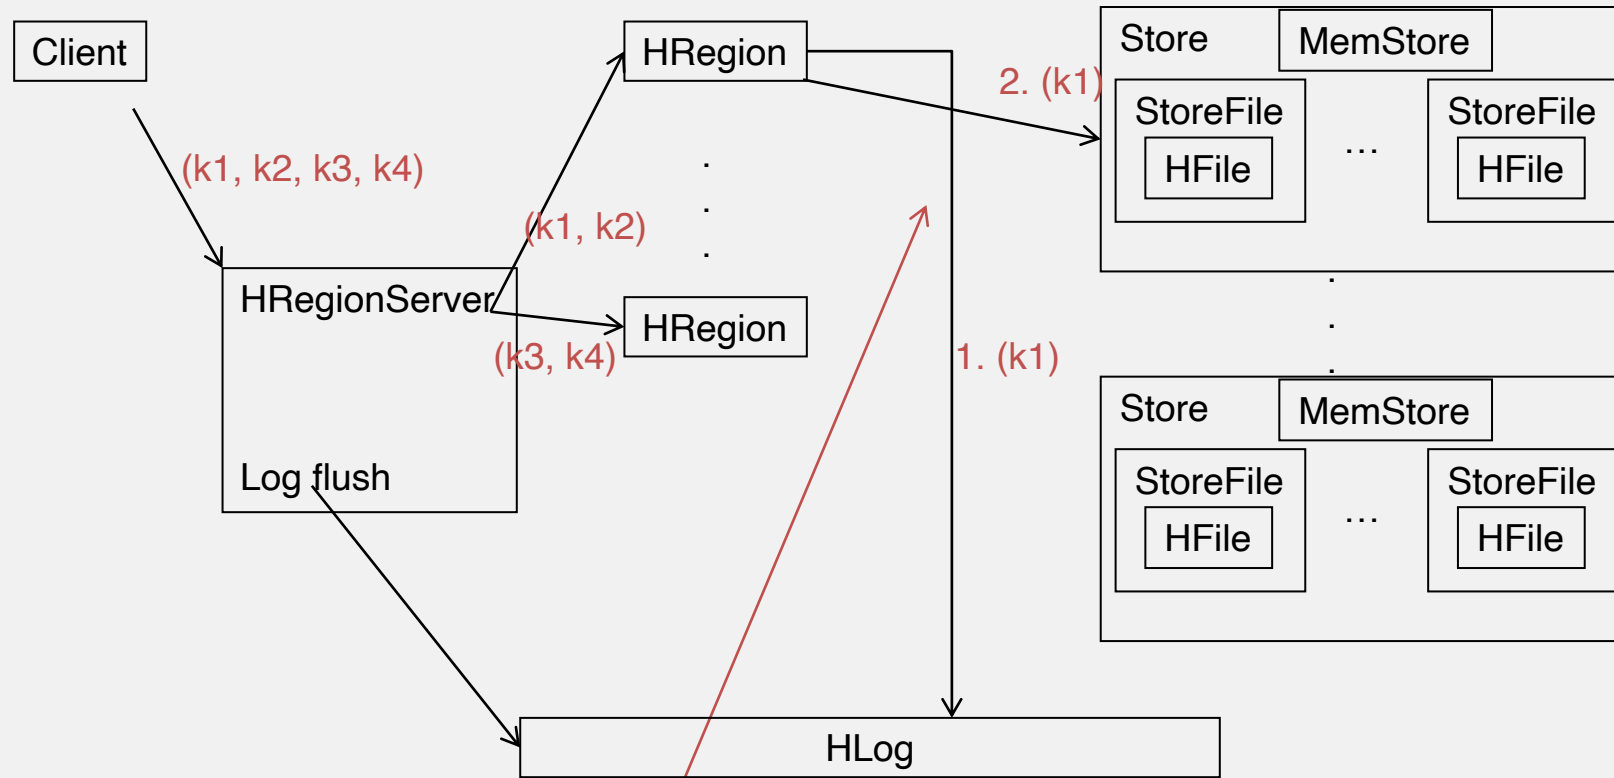 Client
(k1, k2, k3, k4)
HRegionServer
Log flush
HRegion
.
.
.
(k1, k2)
HRegion
(k3, k4)
2. (k1)
1. (k1)
Store
MemStore
StoreFile
HFile
...
StoreFile
HFile
.
.
.
Store
MemStore
StoreFile
HFile
...
StoreFile
HFile
HLog